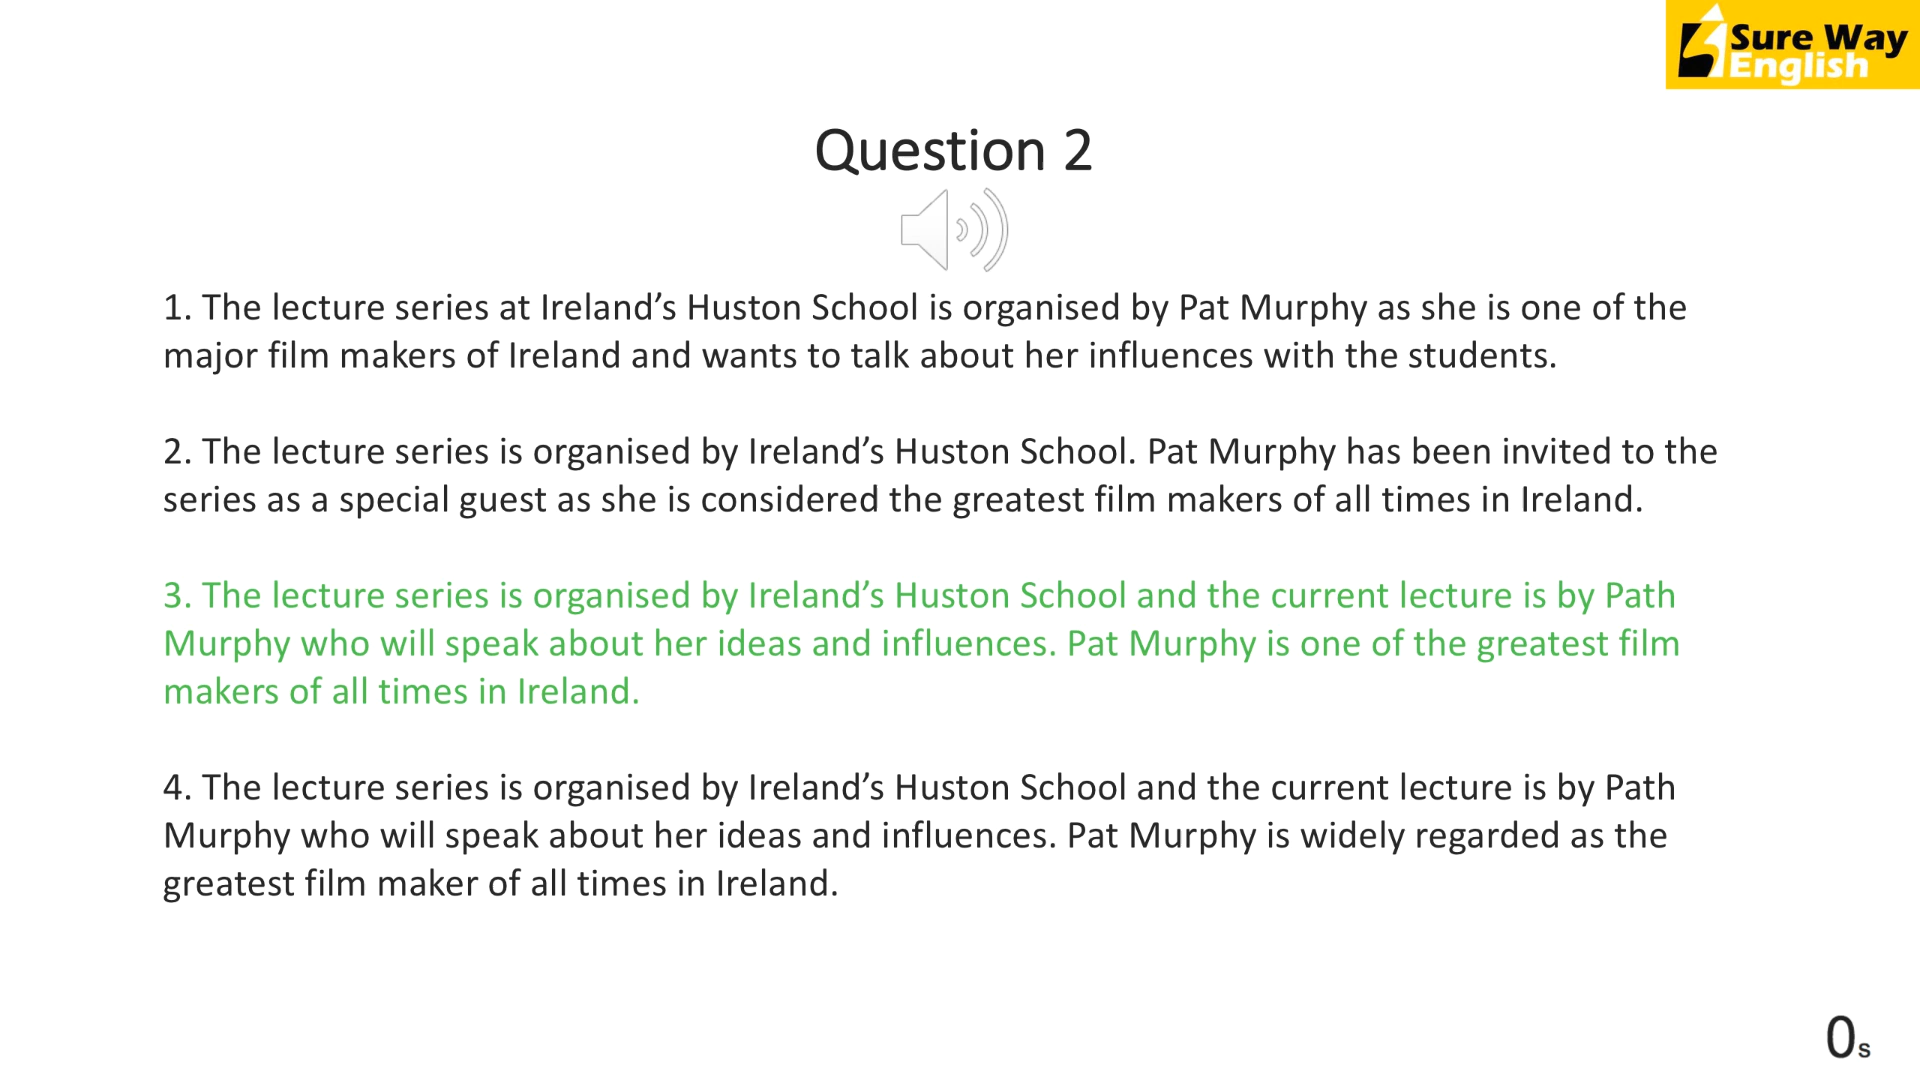 Sure Way
English
Question 2
1. The lecture series at Ireland’s Huston School is organised by Pat Murphy as she is one of the
major film makers of Ireland and wants to talk about her influences with the students.
2. The lecture series is organised by Ireland’s Huston School. Pat Murphy has been invited to the
series as a special guest as she is considered the greatest film makers of all times in Ireland.
3. The lecture series is organised by Ireland’s Huston School and the current lecture is by Path
Murphy who will speak about her ideas and influences. Pat Murphy is one of the greatest film
makers of all times in Ireland.
4. The lecture series is organised by Ireland’s Huston School and the current lecture is by Path
Murphy who will speak about her ideas and influences. Pat Murphy is widely regarded as the
greatest film maker of all times in Ireland.
0s